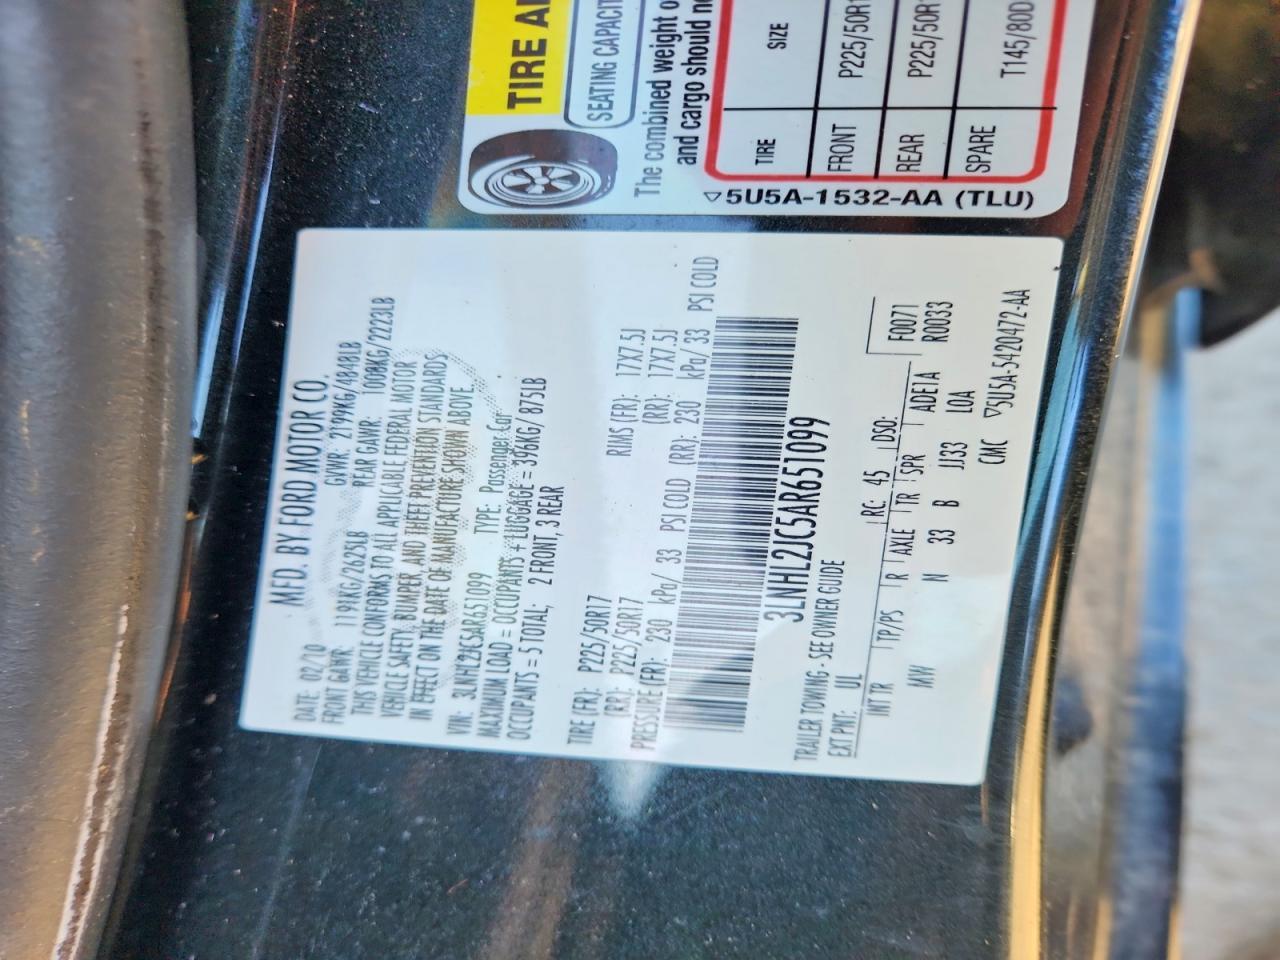 TIRE A
SEATING CAPACIT
The combined weight o
and cargo should n
TIRE SIZE
FRONT P225/50R1
REAR P225/50R1
SPARE T145/80D
5U5A-1532-AA (TLU)
MFD. BY FORD MOTOR CO.
DATE: 02/10 GVWR: 2199KG/4848LB
FRONT GAWR: 1191KG/2625LB REAR GAWR: 1008KG/2223LB
THIS VEHICLE CONFORMS TO ALL APPLICABLE FEDERAL MOTOR
VEHICLE SAFETY, BUMPER, AND THEFT PREVENTION STANDARDS
IN EFFECT ON THE DATE OF MANUFACTURE SHOWN ABOVE.
VIN: 3LNHL2JC5AR651099 TYPE: Passenger Car
MAXIMUM LOAD = OCCUPANTS + LUGGAGE = 396KG/ 875LB
OCCUPANTS = 5 TOTAL; 2 FRONT, 3 REAR
TIRE (FR): P225/50R17 RIMS (FR): 17X7.5J
(RR): P225/50R17 (RR): 17X7.5J
PRESSURE (FR): 230 kPa/ 33 PSI COLD (RR): 230 kPa/ 33 PSI COLD
3LNHL2JC5AR651099
TRAILER TOWING - SEE OWNER GUIDE
EXT PNT: UL RC: 45 DSO: F0071
INT TR TP/PS R AXLE TR SPR ADE1A R0033
MW N 33 B JJ33 LOA
CMC 5U5A-5420472-AA